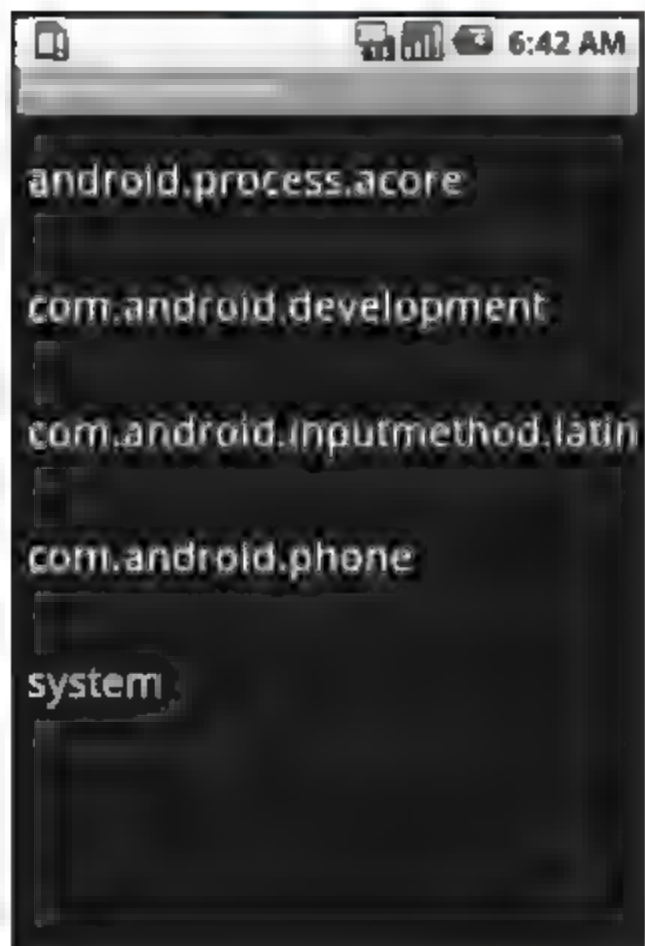 6:42 AM
android.process.acore
com.android.development
com.android.inputmethod.latin
com.android.phone
system